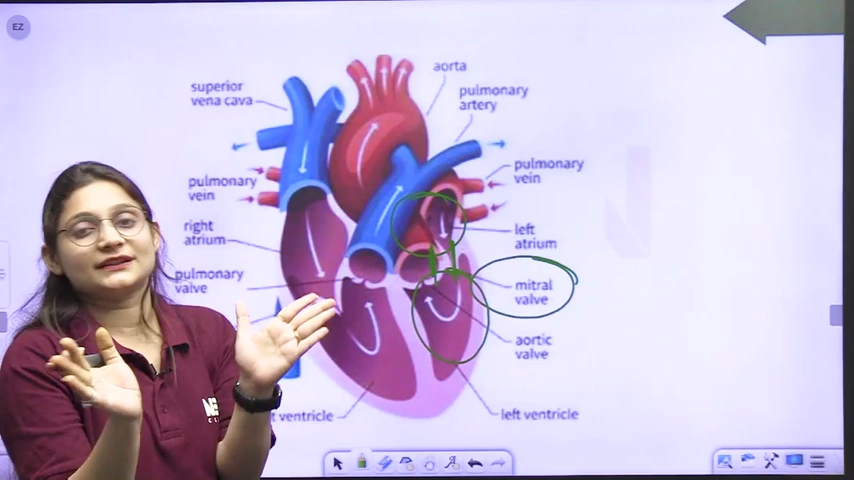 EZ
aorta
superior
vena cava
pulmonary
artery
pulmonary
vein
pulmonary
vein
right
atrium
left
atrium
pulmonary
valve
mitral
valve
aortic
valve
ventricle
left ventricle